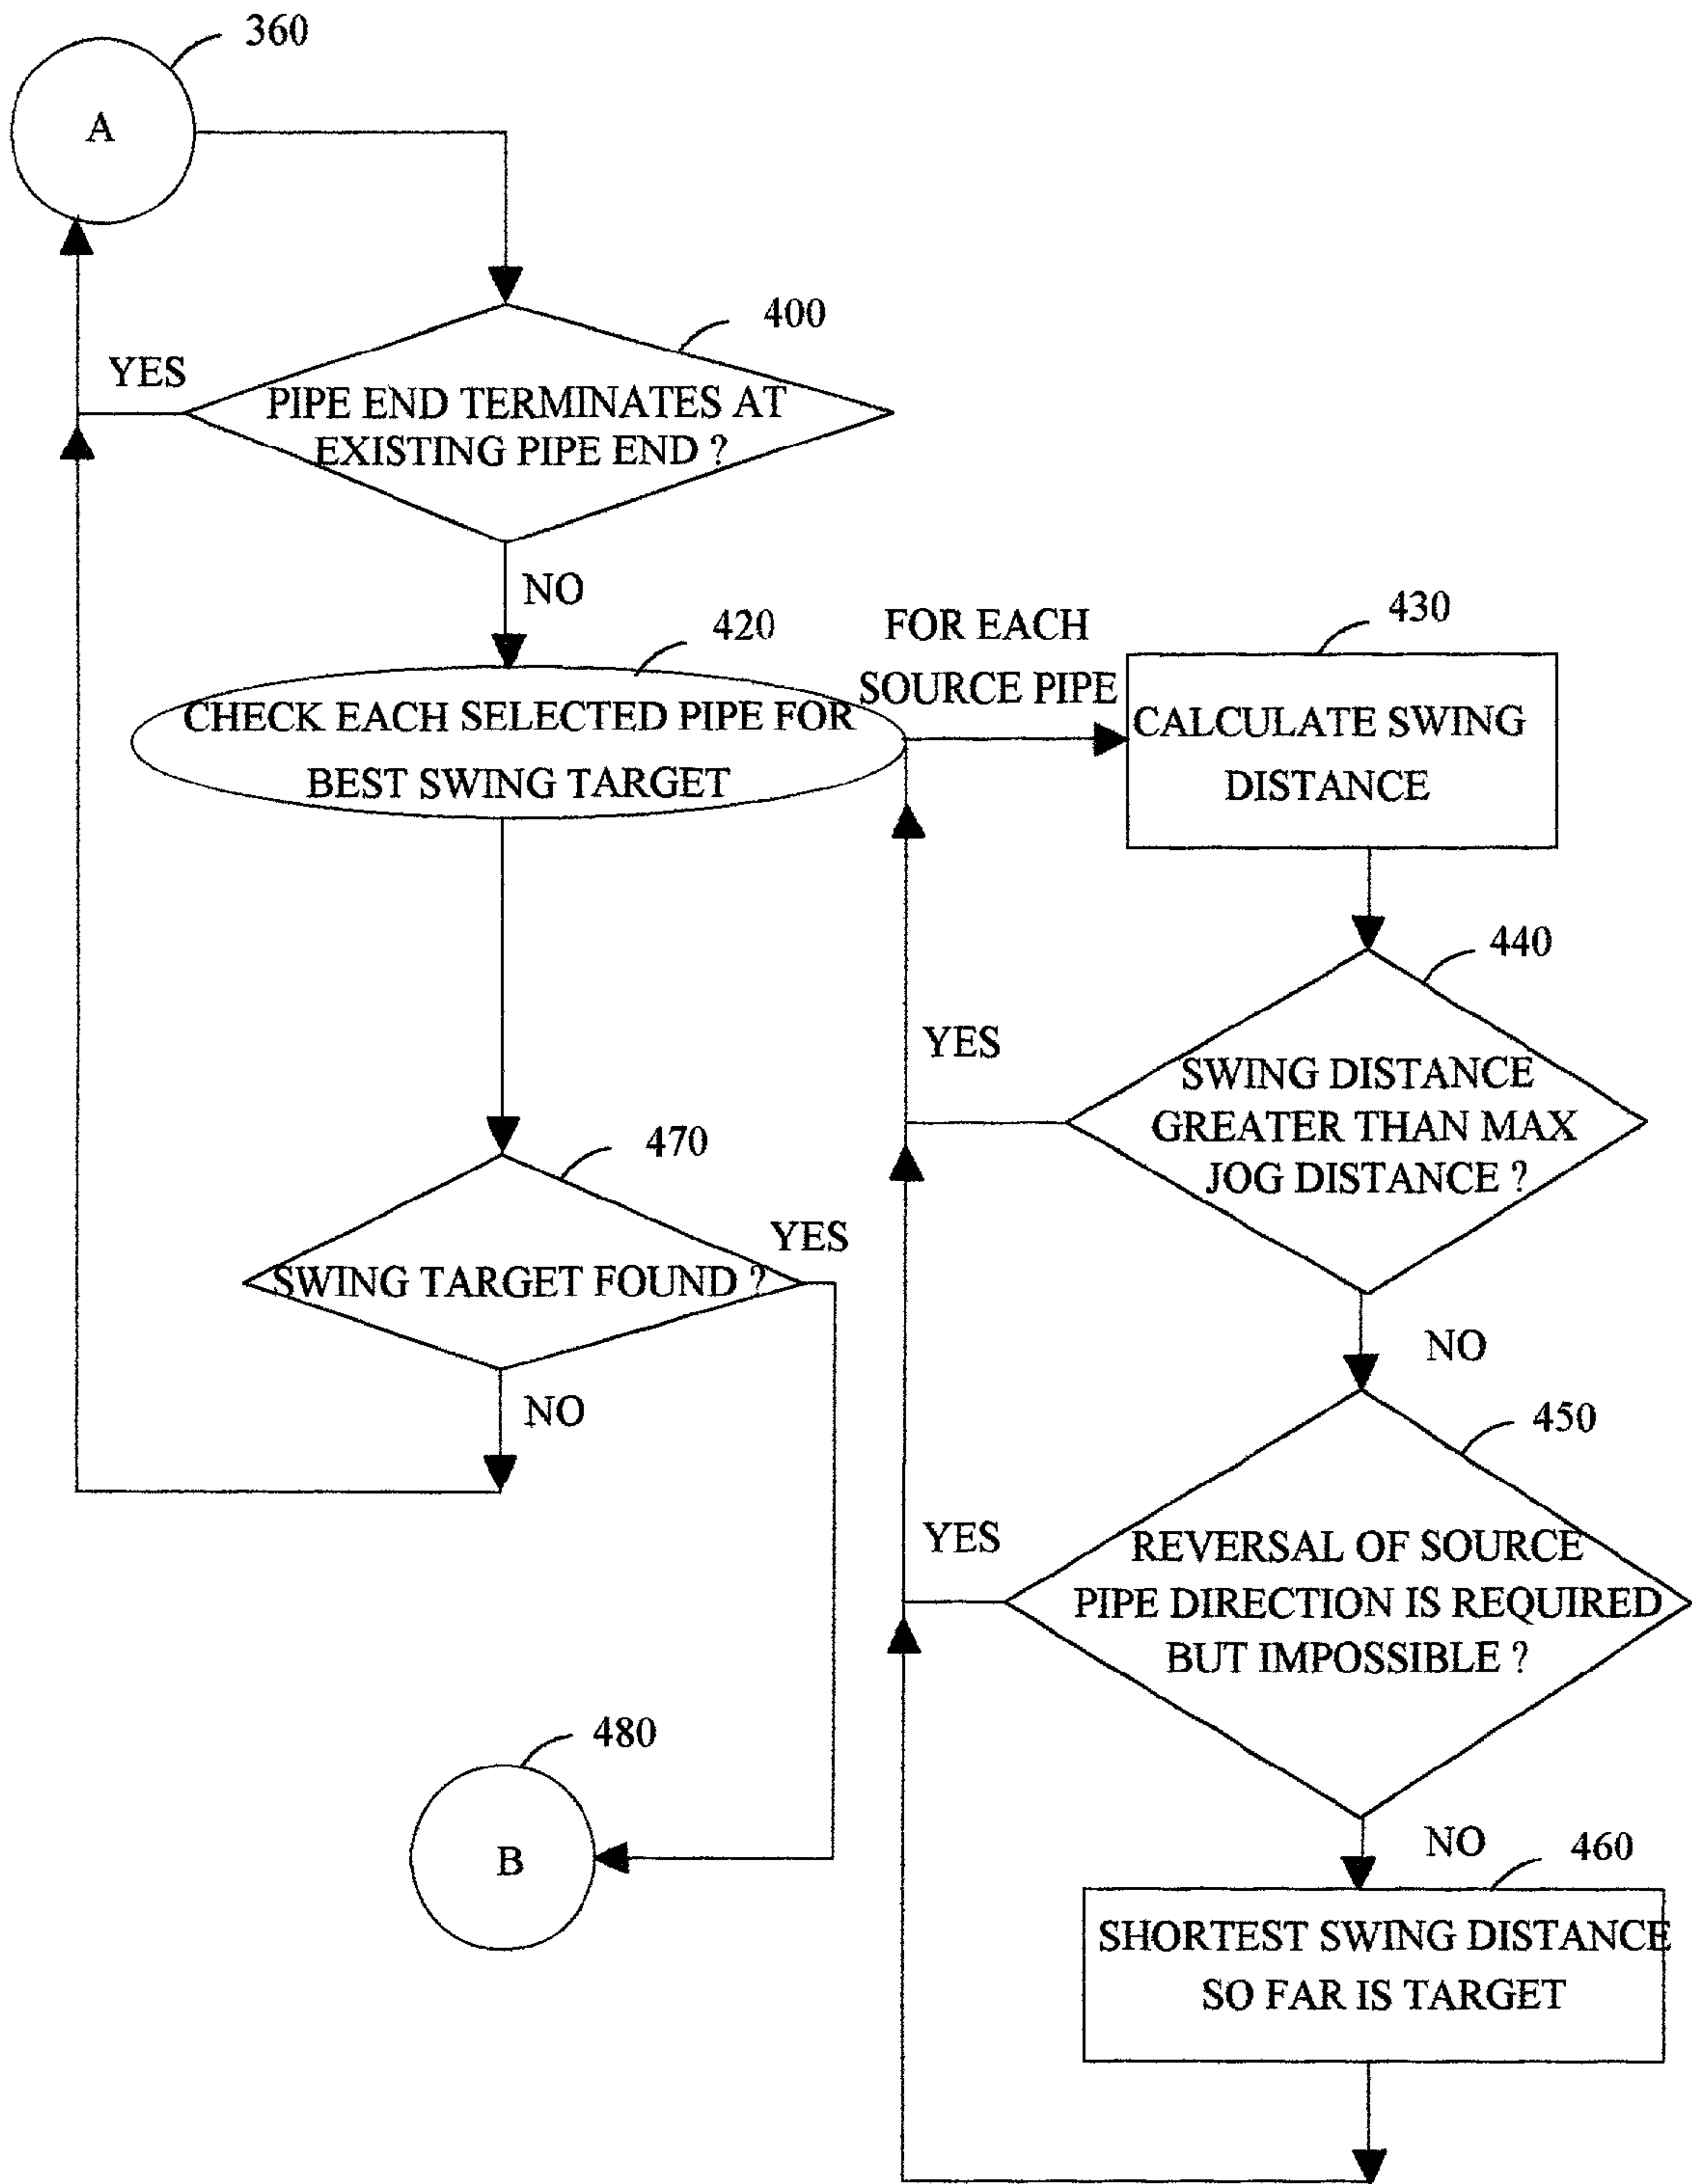 360
A
400
YES
PIPE END TERMINATES AT
EXISTING PIPE END ?
NO
420
CHECK EACH SELECTED PIPE FOR
BEST SWING TARGET
FOR EACH
SOURCE PIPE
430
CALCULATE SWING
DISTANCE
440
YES
SWING DISTANCE
GREATER THAN MAX
JOG DISTANCE ?
NO
450
YES
REVERSAL OF SOURCE
PIPE DIRECTION IS REQUIRED
BUT IMPOSSIBLE ?
NO
460
SHORTEST SWING DISTANCE
SO FAR IS TARGET
470
YES
SWING TARGET FOUND ?
NO
480
B